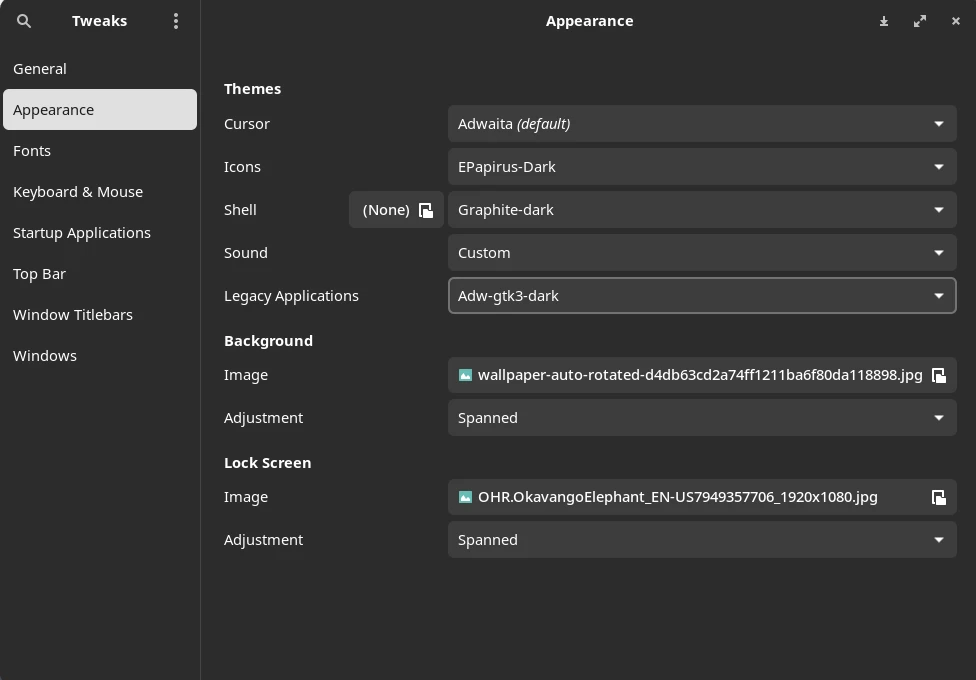 Tweaks
Appearance
General
Appearance
Fonts
Keyboard & Mouse
Startup Applications
Top Bar
Window Titlebars
Windows
Themes
Cursor Adwaita (default)
Icons EPapirus-Dark
Shell (None) Graphite-dark
Sound Custom
Legacy Applications Adw-gtk3-dark
Background
Image wallpaper-auto-rotated-d4db63cd2a74ff1211ba6f80da118898.jpg
Adjustment Spanned
Lock Screen
Image OHR.OkavangoElephant_EN-US7949357706_1920x1080.jpg
Adjustment Spanned